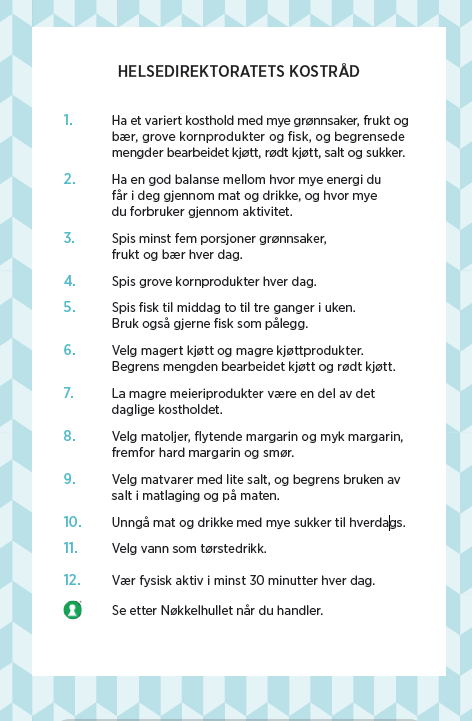 HELSEDIREKTORATETS KOSTRÅD
1. Ha et variert kosthold med mye grønnsaker, frukt og
bær, grove kornprodukter og fisk, og begrensede
mengder bearbeidet kjøtt, rødt kjøtt, salt og sukker.
2. Ha en god balanse mellom hvor mye energi du
får i deg gjennom mat og drikke, og hvor mye
du forbruker gjennom aktivitet.
3. Spis minst fem porsjoner grønnsaker,
frukt og bær hver dag.
4. Spis grove kornprodukter hver dag.
5. Spis fisk til middag to til tre ganger i uken.
Bruk også gjerne fisk som pålegg.
6. Velg magert kjøtt og magre kjøttprodukter.
Begrens mengden bearbeidet kjøtt og rødt kjøtt.
7. La magre meieriprodukter være en del av det
daglige kostholdet.
8. Velg matoljer, flytende margarin og myk margarin,
fremfor hard margarin og smør.
9. Velg matvarer med lite salt, og begrens bruken av
salt i matlaging og på maten.
10. Unngå mat og drikke med mye sukker til hverdags.
11. Velg vann som tørstedrikk.
12. Vær fysisk aktiv i minst 30 minutter hver dag.
Se etter Nøkkelhullet når du handler.